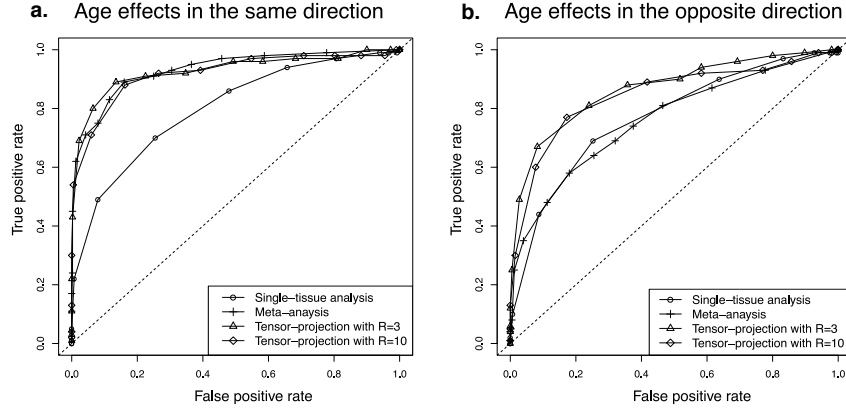 a. Age effects in the same direction
True positive rate
1.0
0.8
0.6
0.4
0.2
0.0
Single-tissue analysis
Meta-anaysis
Tensor-projection with R=3
Tensor-projection with R=10
0.0 0.2 0.4 0.6 0.8 1.0
False positive rate
b. Age effects in the opposite direction
True positive rate
1.0
0.8
0.6
0.4
0.2
0.0
Single-tissue analysis
Meta-anaysis
Tensor-projection with R=3
Tensor-projection with R=10
0.0 0.2 0.4 0.6 0.8 1.0
False positive rate